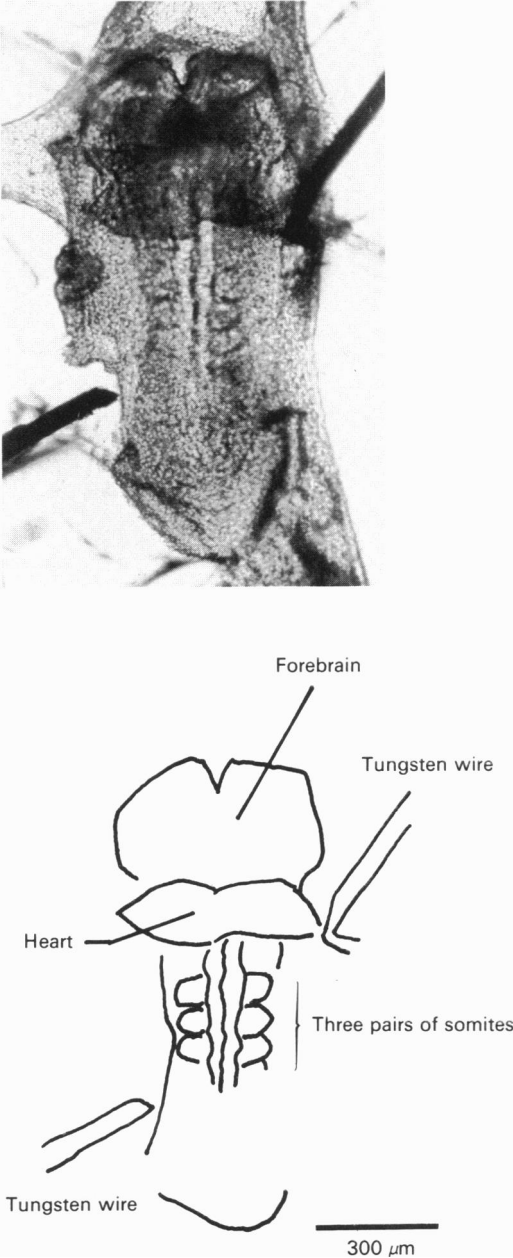 Forebrain
Tungsten wire
Heart
Three pairs of somites
Tungsten wire
300 μm